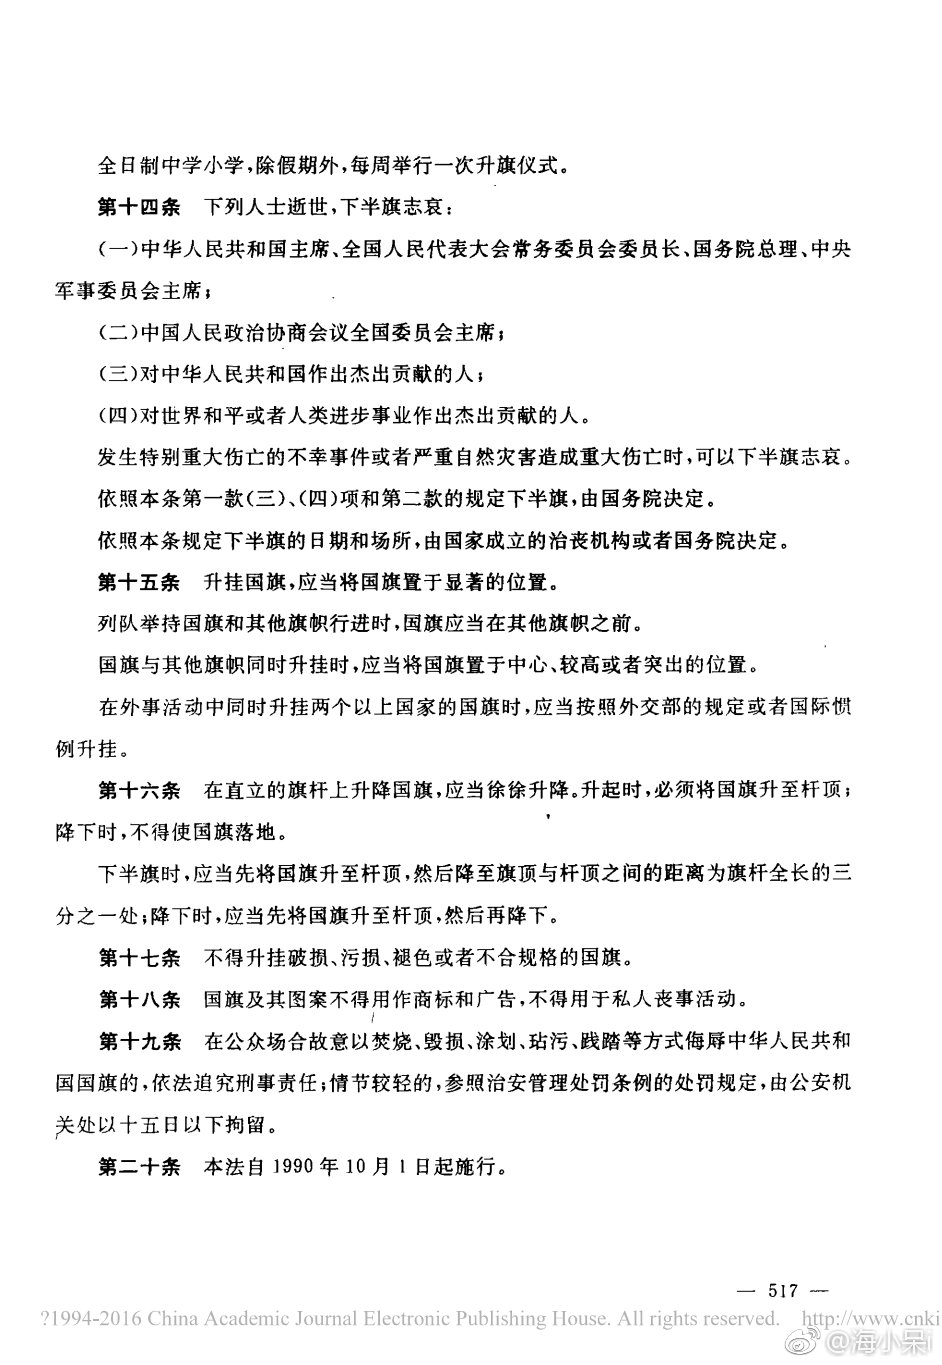 全日制中学小学,除假期外,每周举行一次升旗仪式。
第十四条 下列人士逝世,下半旗志哀:
(一)中华人民共和国主席、全国人民代表大会常务委员会委员长、国务院总理、中央
军事委员会主席;
(二)中国人民政治协商会议全国委员会主席;
(三)对中华人民共和国作出杰出贡献的人;
(四)对世界和平或者人类进步事业作出杰出贡献的人。
发生特别重大伤亡的不幸事件或者严重自然灾害造成重大伤亡时,可以下半旗志哀。
依照本条第一款(三)、(四)项和第二款的规定下半旗,由国务院决定。
依照本条规定下半旗的日期和场所,由国家成立的治丧机构或者国务院决定。
第十五条 升挂国旗,应当将国旗置于显著的位置。
列队举持国旗和其他旗帜行进时,国旗应当在其他旗帜之前。
国旗与其他旗帜同时升挂时,应当将国旗置于中心、较高或者突出的位置。
在外事活动中同时升挂两个以上国家的国旗时,应当按照外交部的规定或者国际惯
例升挂。
第十六条 在直立的旗杆上升降国旗,应当徐徐升降。升起时,必须将国旗升至杆顶;
降下时,不得使国旗落地。
下半旗时,应当先将国旗升至杆顶,然后降至旗顶与杆顶之间的距离为旗杆全长的三
分之一处;降下时,应当先将国旗升至杆顶,然后再降下。
第十七条 不得升挂破损、污损、褪色或者不合规格的国旗。
第十八条 国旗及其图案不得用作商标和广告,不得用于私人丧事活动。
第十九条 在公众场合故意以焚烧、毁损、涂划、玷污、践踏等方式侮辱中华人民共和
国国旗的,依法追究刑事责任;情节较轻的,参照治安管理处罚条例的处罚规定,由公安机
关处以十五日以下拘留。
第二十条 本法自1990年10月1日起施行。
— 517 —
?1994-2016 China Academic Journal Electronic Publishing House. All rights reserved. http://www.cnki
@海小呆i